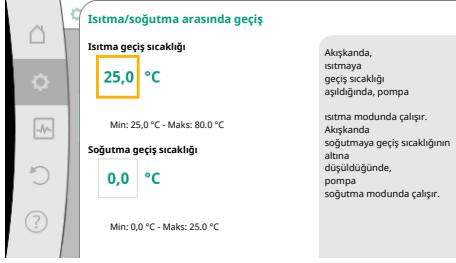 Isıtma/soğutma arasında geçiş
Isıtma geçiş sıcaklığı
25,0 °C
Min: 25,0 °C - Maks: 80.0 °C
Soğutma geçiş sıcaklığı
0,0 °C
Min: 0,0 °C - Maks: 25.0 °C
Akışkanda,
ısıtmaya
geçiş sıcaklığı
aşıldığında, pompa
ısıtma modunda çalışır.
Akışkanda
soğutmaya geçiş sıcaklığının
altına
düşüldüğünde,
pompa
soğutma modunda çalışır.